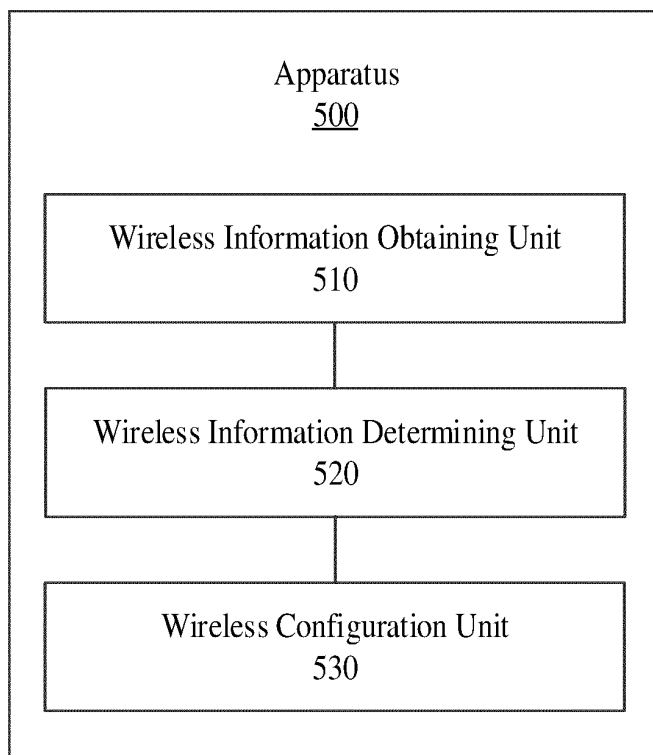 Apparatus
500
Wireless Information Obtaining Unit
510
Wireless Information Determining Unit
520
Wireless Configuration Unit
530